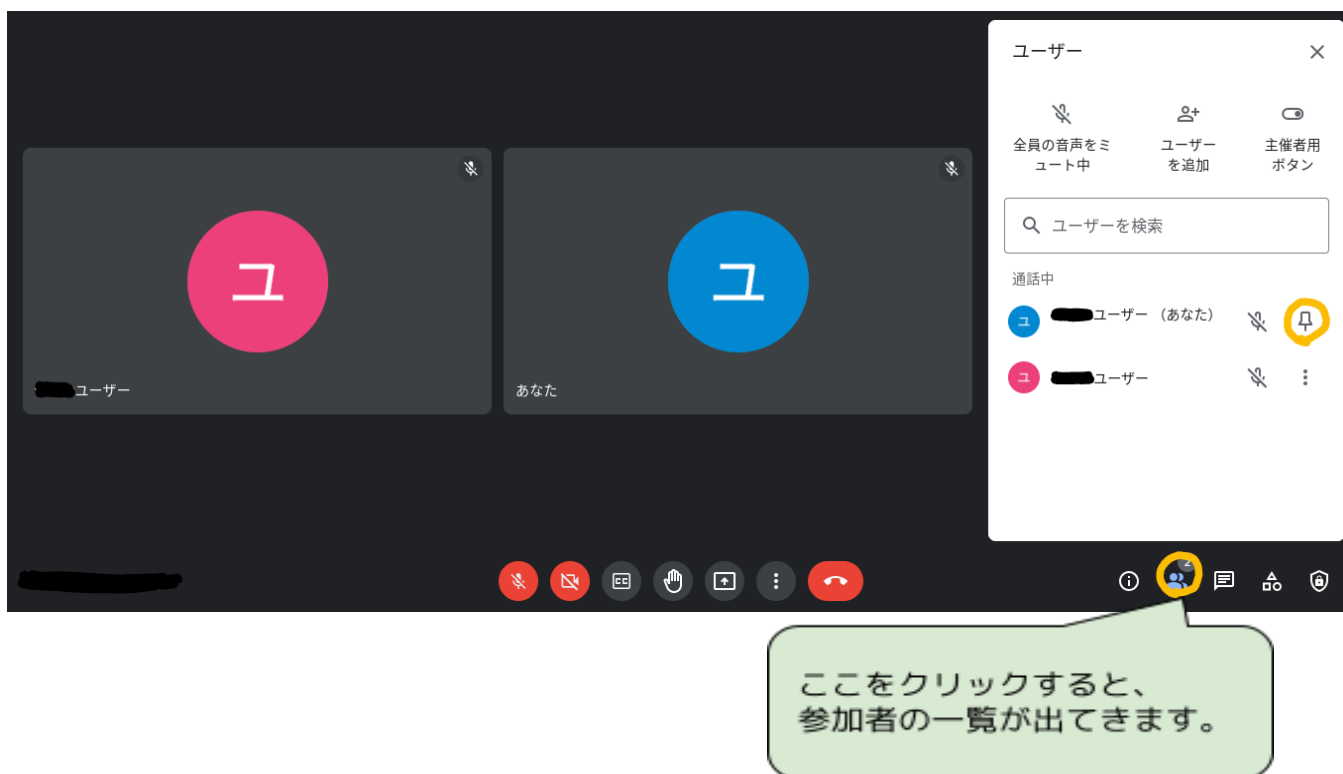 ユーザー
全員の音声をミ
ュート中
ユーザー
を追加
主催者用
ボタン
ユーザーを検索
通話中
ユ
ユーザー （あなた）
ユ
ユーザー
ユ
ユーザー
ユ
あなた
CC
2
ここをクリックすると、
参加者の一覧が出てきます。